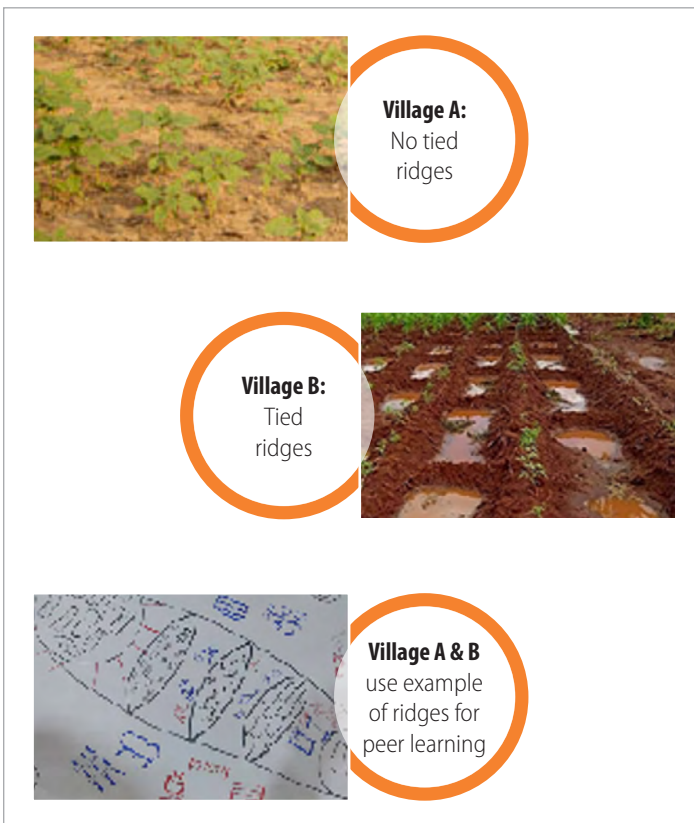 Village A:
No tied
ridges
Village B:
Tied
ridges
Village A & B
use example
of ridges for
peer learning